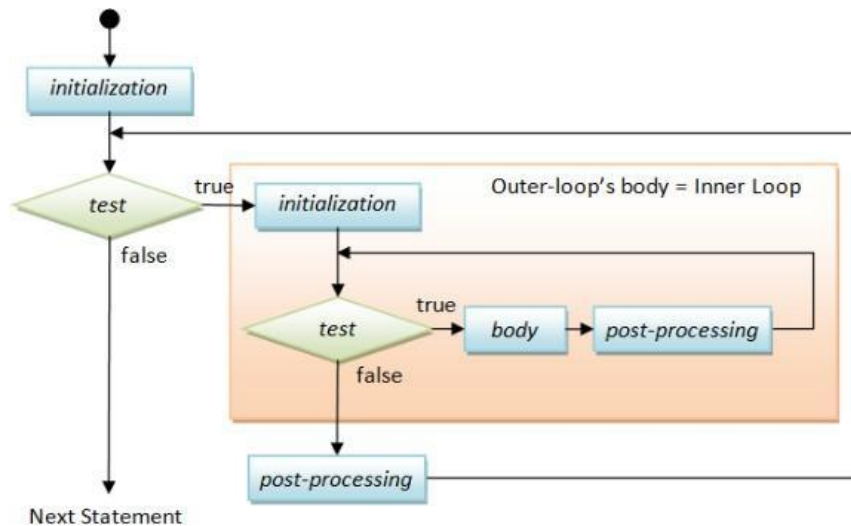 initialization
test
true
false
Next Statement
Outer-loop's body = Inner Loop
initialization
test
true
false
body
post-processing
post-processing